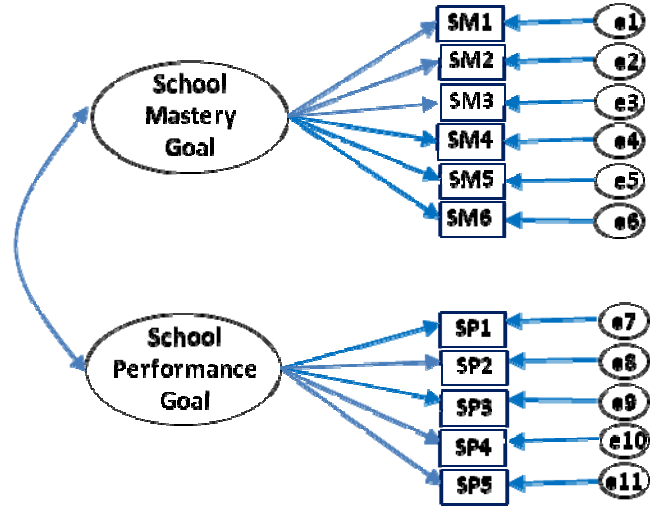 School
Mastery
Goal
SM1
e1
SM2
e2
SM3
e3
SM4
e4
SM5
e5
SM6
e6
School
Performance
Goal
SP1
e7
SP2
e8
SP3
e9
SP4
e10
SP5
e11